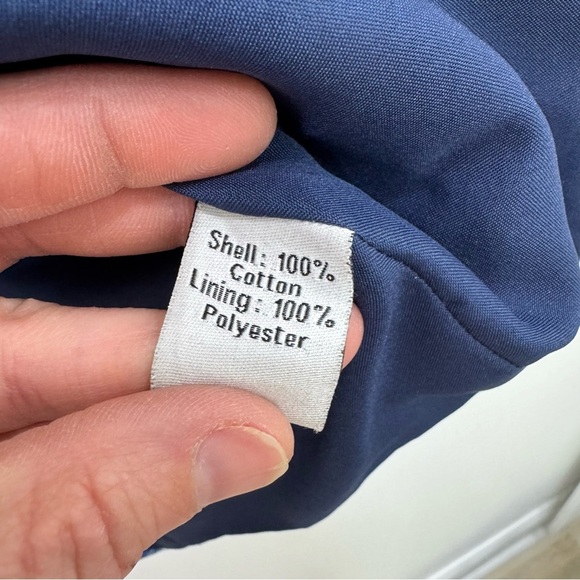 Shell: 100%
Cotton
Lining: 100%
Polyester